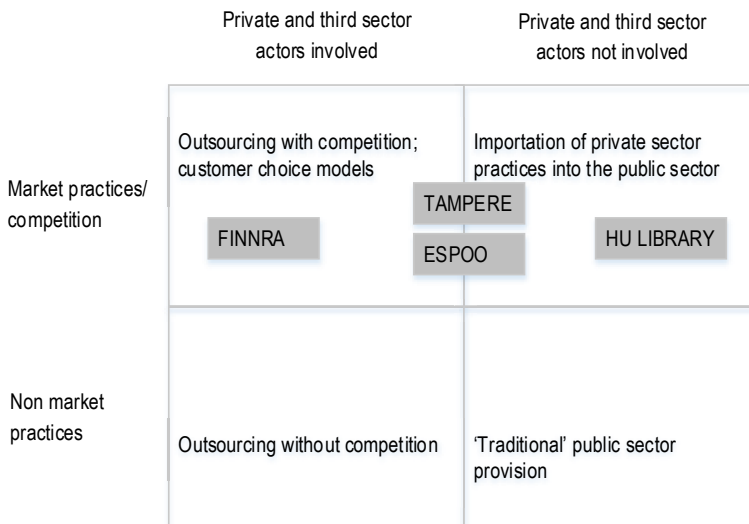 Private and third sector
actors involved
Private and third sector
actors not involved
Market practices/
competition
Outsourcing with competition;
customer choice models
Importation of private sector
practices into the public sector
TAMPERE
FINNRA
ESPOO
HU LIBRARY
Non market
practices
Outsourcing without competition
‘Traditional’ public sector
provision